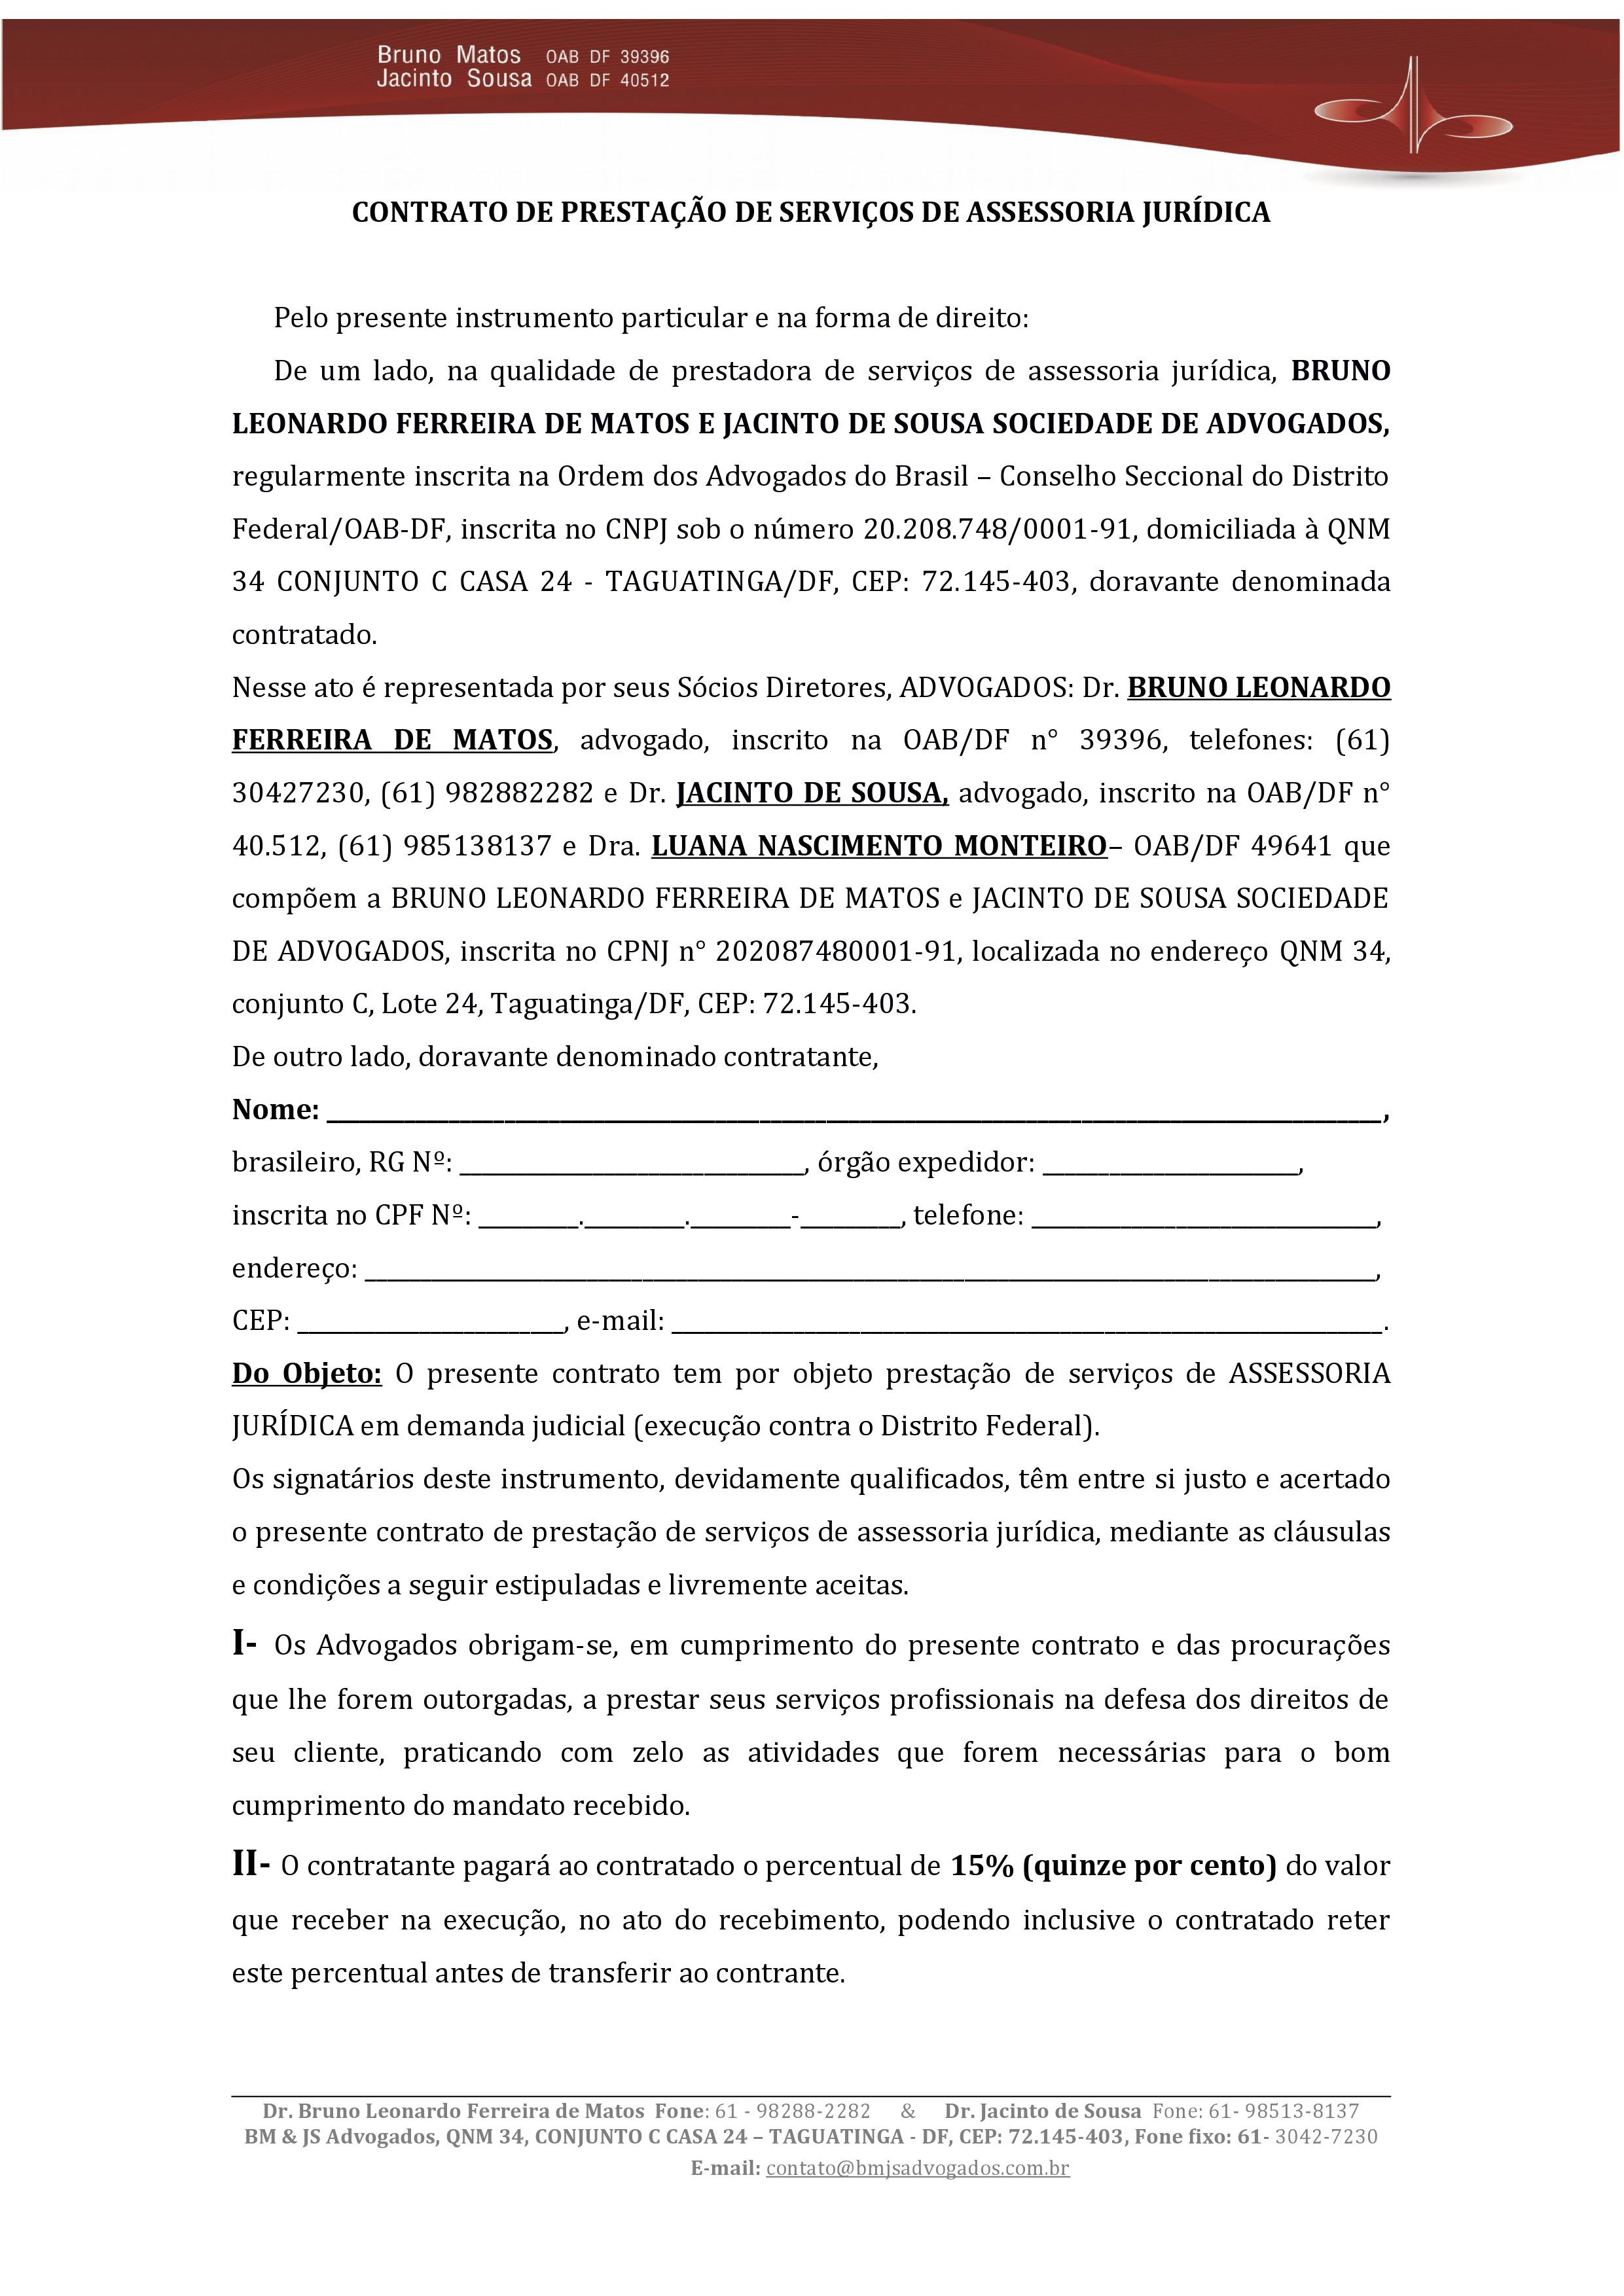 Bruno Matos OAB DF 39396
Jacinto Sousa OAB DF 40512
CONTRATO DE PRESTAÇÃO DE SERVIÇOS DE ASSESSORIA JURÍDICA
Pelo presente instrumento particular e na forma de direito:
De um lado, na qualidade de prestadora de serviços de assessoria jurídica, BRUNO
LEONARDO FERREIRA DE MATOS E JACINTO DE SOUSA SOCIEDADE DE ADVOGADOS,
regularmente inscrita na Ordem dos Advogados do Brasil – Conselho Seccional do Distrito
Federal/OAB-DF, inscrita no CNPJ sob o número 20.208.748/0001-91, domiciliada à QNM
34 CONJUNTO C CASA 24 - TAGUATINGA/DF, CEP: 72.145-403, doravante denominada
contratado.
Nesse ato é representada por seus Sócios Diretores, ADVOGADOS: Dr. BRUNO LEONARDO
FERREIRA DE MATOS, advogado, inscrito na OAB/DF n° 39396, telefones: (61)
30427230, (61) 982882282 e Dr. JACINTO DE SOUSA, advogado, inscrito na OAB/DF n°
40.512, (61) 985138137 e Dra. LUANA NASCIMENTO MONTEIRO– OAB/DF 49641 que
compõem a BRUNO LEONARDO FERREIRA DE MATOS e JACINTO DE SOUSA SOCIEDADE
DE ADVOGADOS, inscrita no CPNJ n° 202087480001-91, localizada no endereço QNM 34,
conjunto C, Lote 24, Taguatinga/DF, CEP: 72.145-403.
De outro lado, doravante denominado contratante,
Nome: ______________________________________________,
brasileiro, RG Nº: ____________________, órgão expedidor: _______________,
inscrita no CPF Nº: _________._________._________-_________, telefone: ____________________,
endereço: ______________________________________________,
CEP: _______________, e-mail: ______________________________.
Do Objeto: O presente contrato tem por objeto prestação de serviços de ASSESSORIA
JURÍDICA em demanda judicial (execução contra o Distrito Federal).
Os signatários deste instrumento, devidamente qualificados, têm entre si justo e acertado
o presente contrato de prestação de serviços de assessoria jurídica, mediante as cláusulas
e condições a seguir estipuladas e livremente aceitas.
I- Os Advogados obrigam-se, em cumprimento do presente contrato e das procurações
que lhe forem outorgadas, a prestar seus serviços profissionais na defesa dos direitos de
seu cliente, praticando com zelo as atividades que forem necessárias para o bom
cumprimento do mandato recebido.
II- O contratante pagará ao contratado o percentual de 15% (quinze por cento) do valor
que receber na execução, no ato do recebimento, podendo inclusive o contratado reter
este percentual antes de transferir ao contrante.
Dr. Bruno Leonardo Ferreira de Matos Fone: 61 - 98288-2282 & Dr. Jacinto de Sousa Fone: 61- 98513-8137
BM & JS Advogados, QNM 34, CONJUNTO C CASA 24 – TAGUATINGA - DF, CEP: 72.145-403, Fone fixo: 61- 3042-7230
E-mail: contato@bmjsadvogados.com.br